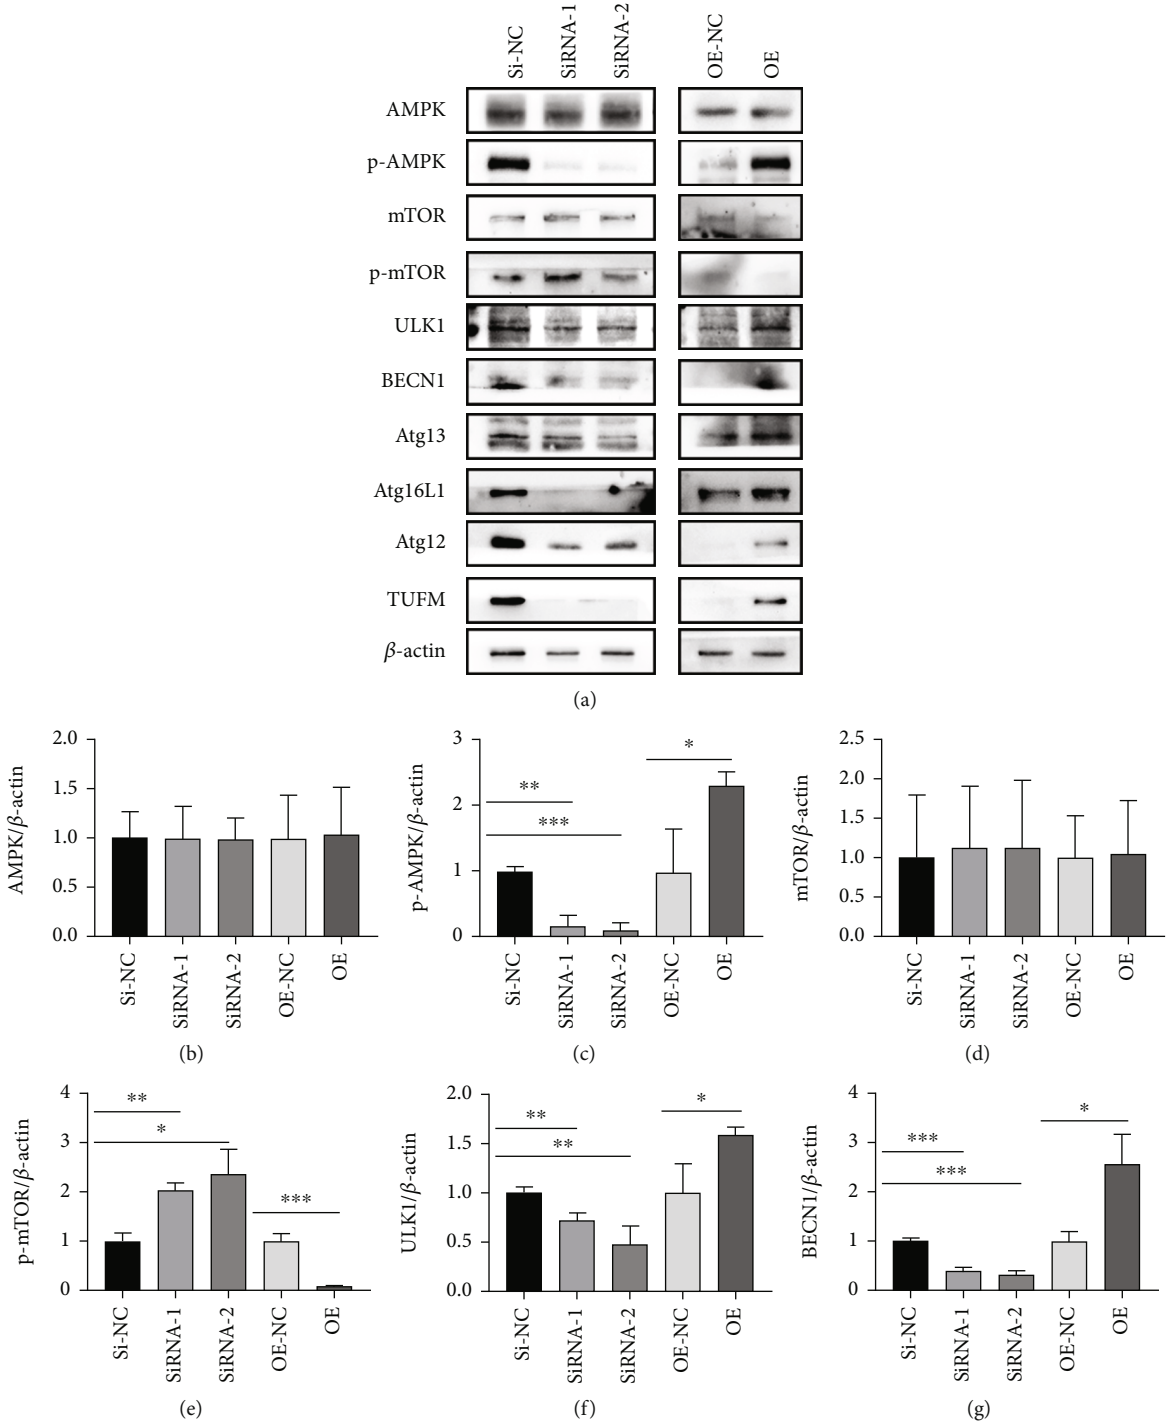 Si-NC SiRNA-1 SiRNA-2 OE-NC OE
AMPK
p-AMPK
mTOR
p-mTOR
ULK1
BECN1
Atg13
Atg16L1
Atg12
TUFM
β-actin
(a)
AMPK/β-actin
2.0
1.5
1.0
0.5
0.0
Si-NC SiRNA-1 SiRNA-2 OE-NC OE
(b)
p-AMPK/β-actin
3
2
1
0
**
***
*
Si-NC SiRNA-1 SiRNA-2 OE-NC OE
(c)
mTOR/β-actin
2.5
2.0
1.5
1.0
0.5
0.0
Si-NC SiRNA-1 SiRNA-2 OE-NC OE
(d)
p-mTOR/β-actin
4
3
2
1
0
**
*
***
Si-NC SiRNA-1 SiRNA-2 OE-NC OE
(e)
ULK1/β-actin
2.0
1.5
1.0
0.5
0.0
**
**
*
Si-NC SiRNA-1 SiRNA-2 OE-NC OE
(f)
BECN1/β-actin
4
3
2
1
0
***
***
*
Si-NC SiRNA-1 SiRNA-2 OE-NC OE
(g)